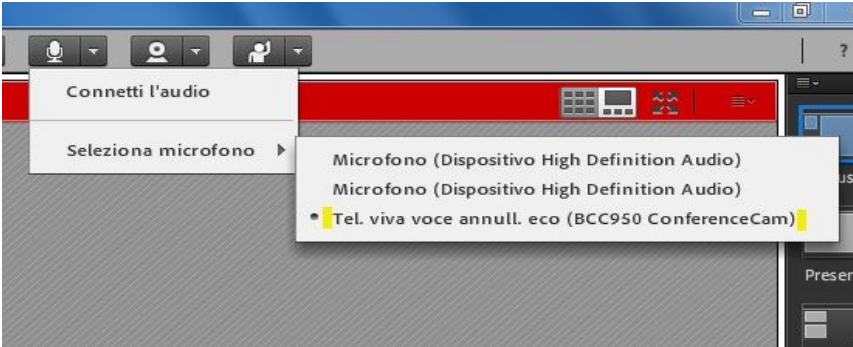 ?
Connetti l'audio
Seleziona microfono
Microfono (Dispositivo High Definition Audio)
Microfono (Dispositivo High Definition Audio)
Tel. viva voce annull. eco (BCC950 ConferenceCam)